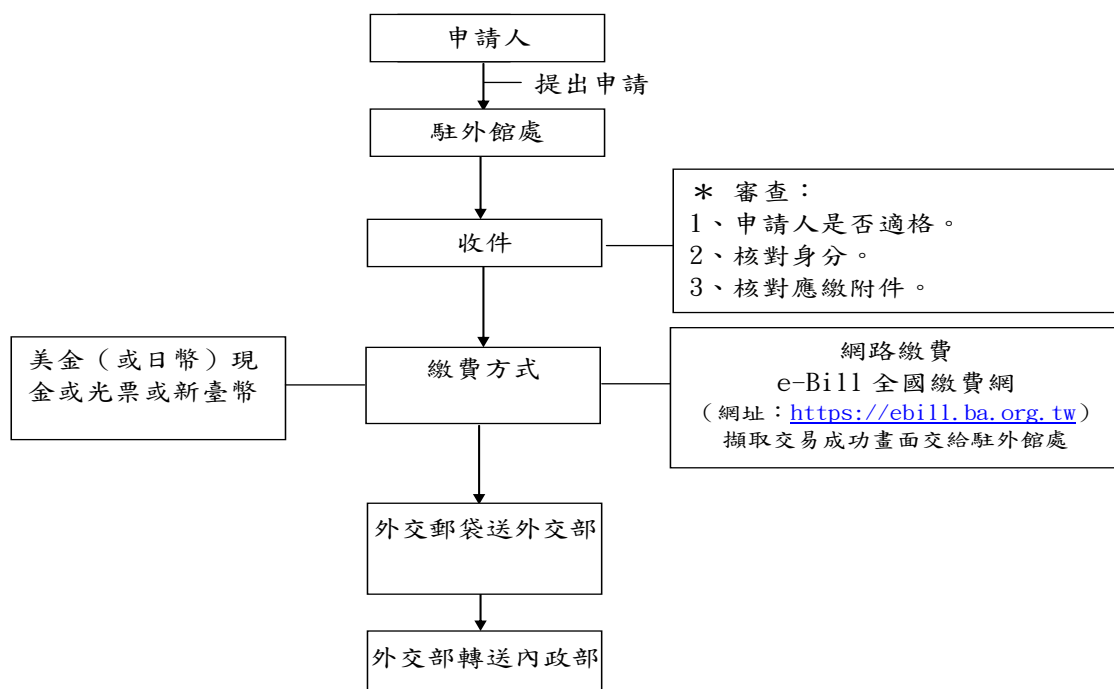 申請人
提出申請
駐外館處
收件
＊ 審查：
1、申請人是否適格。
2、核對身分。
3、核對應繳附件。
美金（或日幣）現
金或光票或新臺幣
繳費方式
網路繳費
e-Bill 全國繳費網
（網址：https://ebill.ba.org.tw）
擷取交易成功畫面交給駐外館處
外交郵袋送外交部
外交部轉送內政部